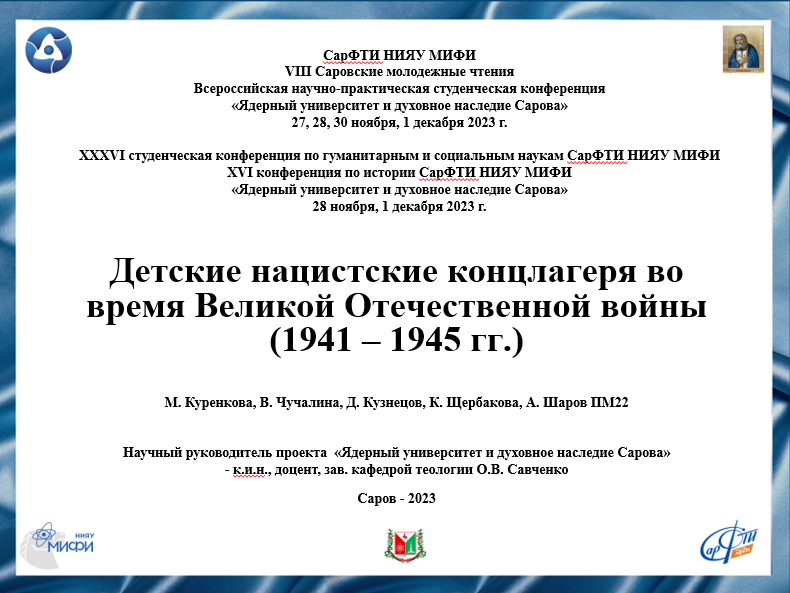 СарФТИ НИЯУ МИФИ
VIII Саровские молодежные чтения
Всероссийская научно-практическая студенческая конференция
«Ядерный университет и духовное наследие Сарова»
27, 28, 30 ноября, 1 декабря 2023 г.
XXXVI студенческая конференция по гуманитарным и социальным наукам СарФТИ НИЯУ МИФИ
XVI конференция по истории СарФТИ НИЯУ МИФИ
«Ядерный университет и духовное наследие Сарова»
28 ноября, 1 декабря 2023 г.
Детские нацистские концлагеря во
время Великой Отечественной войны
(1941 – 1945 гг.)
М. Куренкова, В. Чучалина, Д. Кузнецов, К. Щербакова, А. Шаров ПМ22
Научный руководитель проекта «Ядерный университет и духовное наследие Сарова»
- к.и.н., доцент, зав. кафедрой теологии О.В. Савченко
Саров - 2023
НИЯУ
МИФИ
СарФТИ